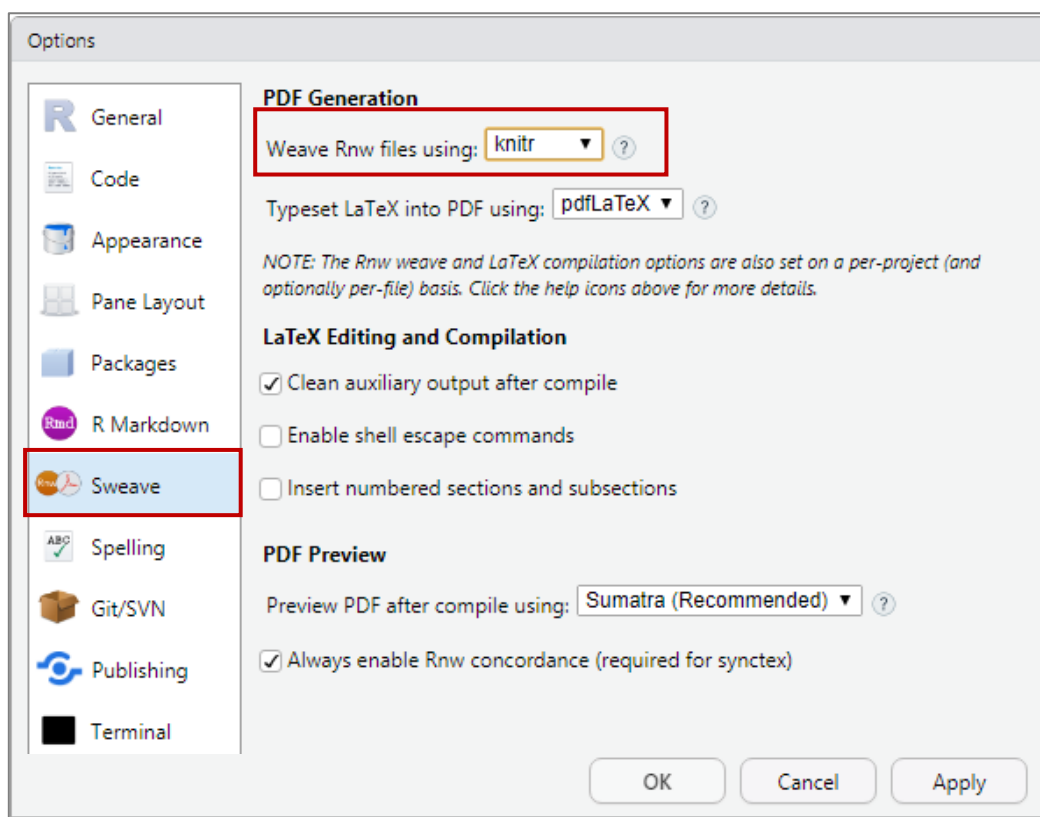 Options
General
Code
Appearance
Pane Layout
Packages
Rmd R Markdown
Rnw Sweave
ABC Spelling
Git/SVN
Publishing
Terminal
PDF Generation
Weave Rnw files using: knitr ▼ ?
Typeset LaTeX into PDF using: pdfLaTeX ▼ ?
NOTE: The Rnw weave and LaTeX compilation options are also set on a per-project (and
optionally per-file) basis. Click the help icons above for more details.
LaTeX Editing and Compilation
Clean auxiliary output after compile
Enable shell escape commands
Insert numbered sections and subsections
PDF Preview
Preview PDF after compile using: Sumatra (Recommended) ▼ ?
Always enable Rnw concordance (required for synctex)
OK Cancel Apply